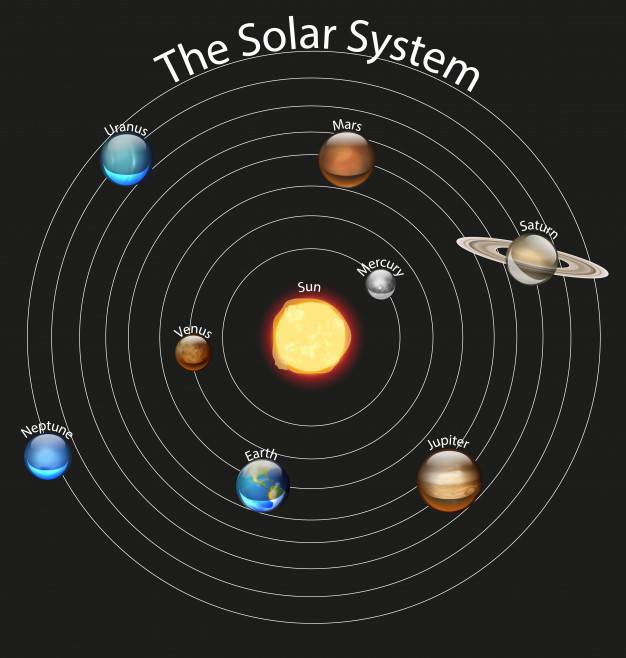 The Solar System
Uranus
Mars
Saturn
Mercury
Sun
Venus
Neptune
Earth
Jupiter